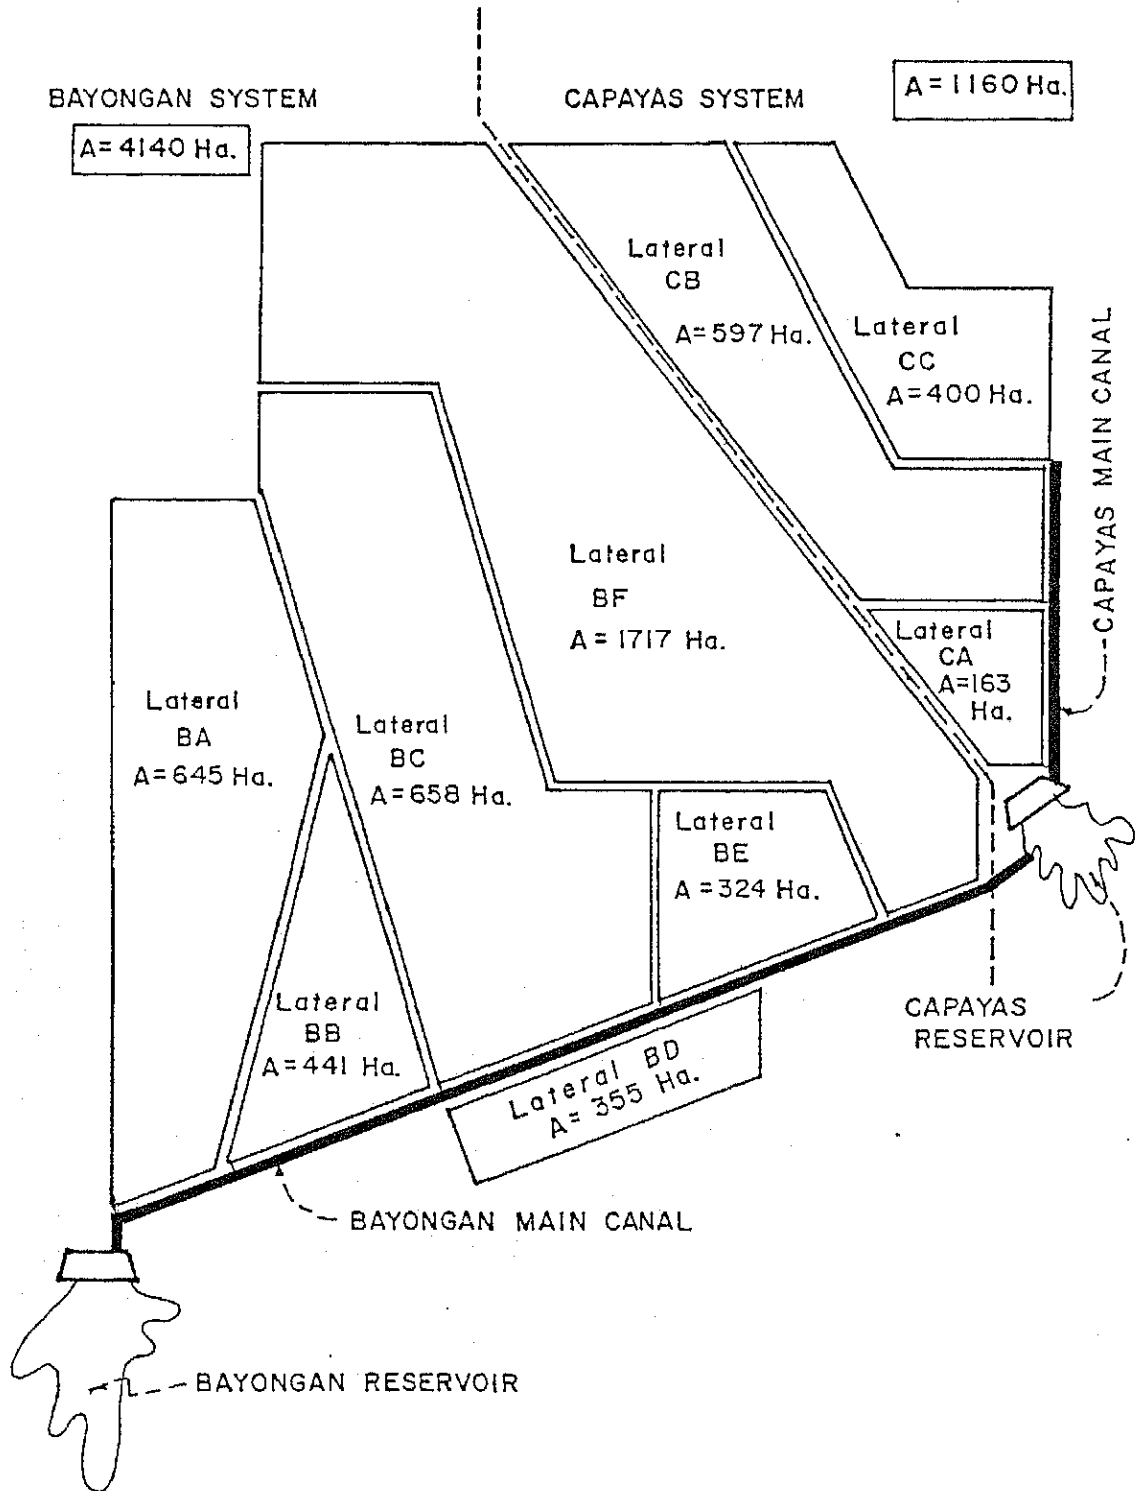 BAYONGAN SYSTEM
A=4140 Ha.
CAPAYAS SYSTEM
A=1160 Ha.
Lateral
CB
A=597 Ha.
Lateral
CC
A=400 Ha.
CAPAYAS MAIN CANAL
Lateral
BF
A=1717 Ha.
Lateral
CA
A=163
Ha.
Lateral
BA
A=645 Ha.
Lateral
BC
A=658 Ha.
Lateral
BE
A=324 Ha.
Lateral
BB
A=441 Ha.
Lateral BD
A=355 Ha.
CAPAYAS
RESERVOIR
BAYONGAN MAIN CANAL
BAYONGAN RESERVOIR